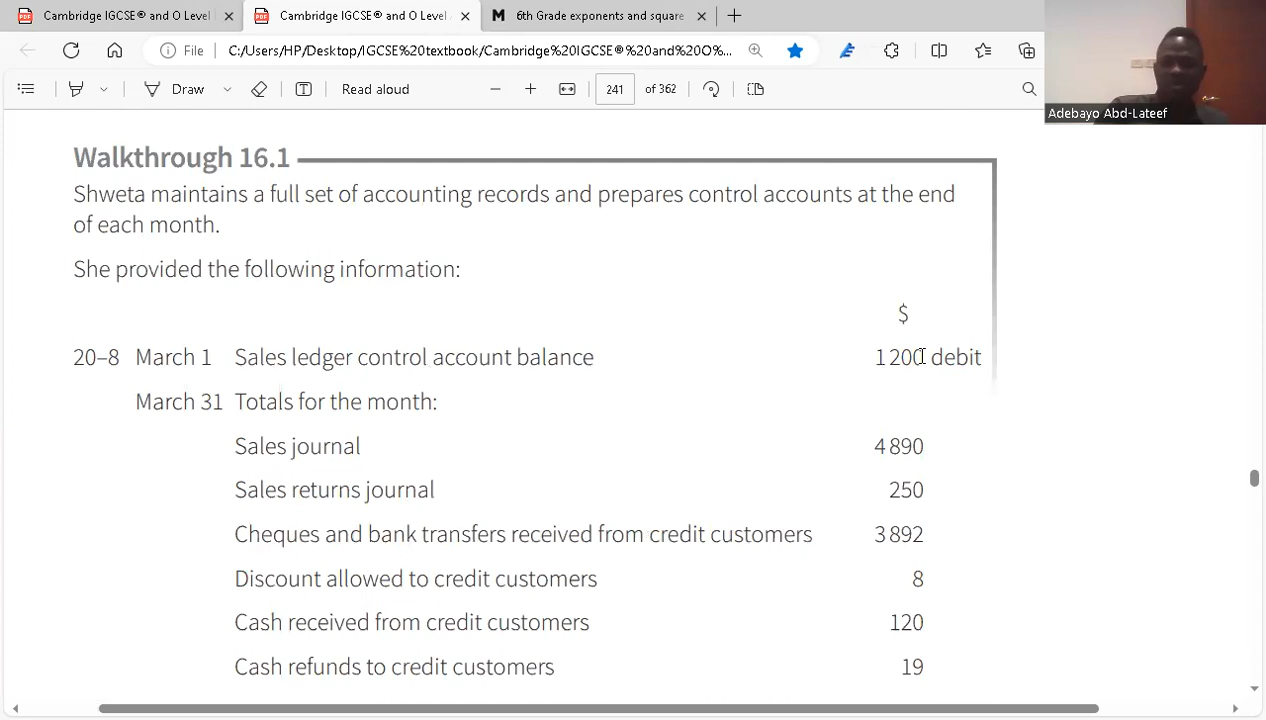 Cambridge IGCSE® and O Level
Cambridge IGCSE® and O Level
6th Grade exponents and square
File
C:/Users/HP/Desktop/IGCSE%20textbook/Cambridge%20IGCSE®%20and%20O%...
Draw
Read aloud
241 of 362
Adebayo Abd-Lateef
Walkthrough 16.1
Shweta maintains a full set of accounting records and prepares control accounts at the end
of each month.
She provided the following information:
$
20–8 March 1 Sales ledger control account balance 1 200 debit
March 31 Totals for the month:
Sales journal 4 890
Sales returns journal 250
Cheques and bank transfers received from credit customers 3 892
Discount allowed to credit customers 8
Cash received from credit customers 120
Cash refunds to credit customers 19